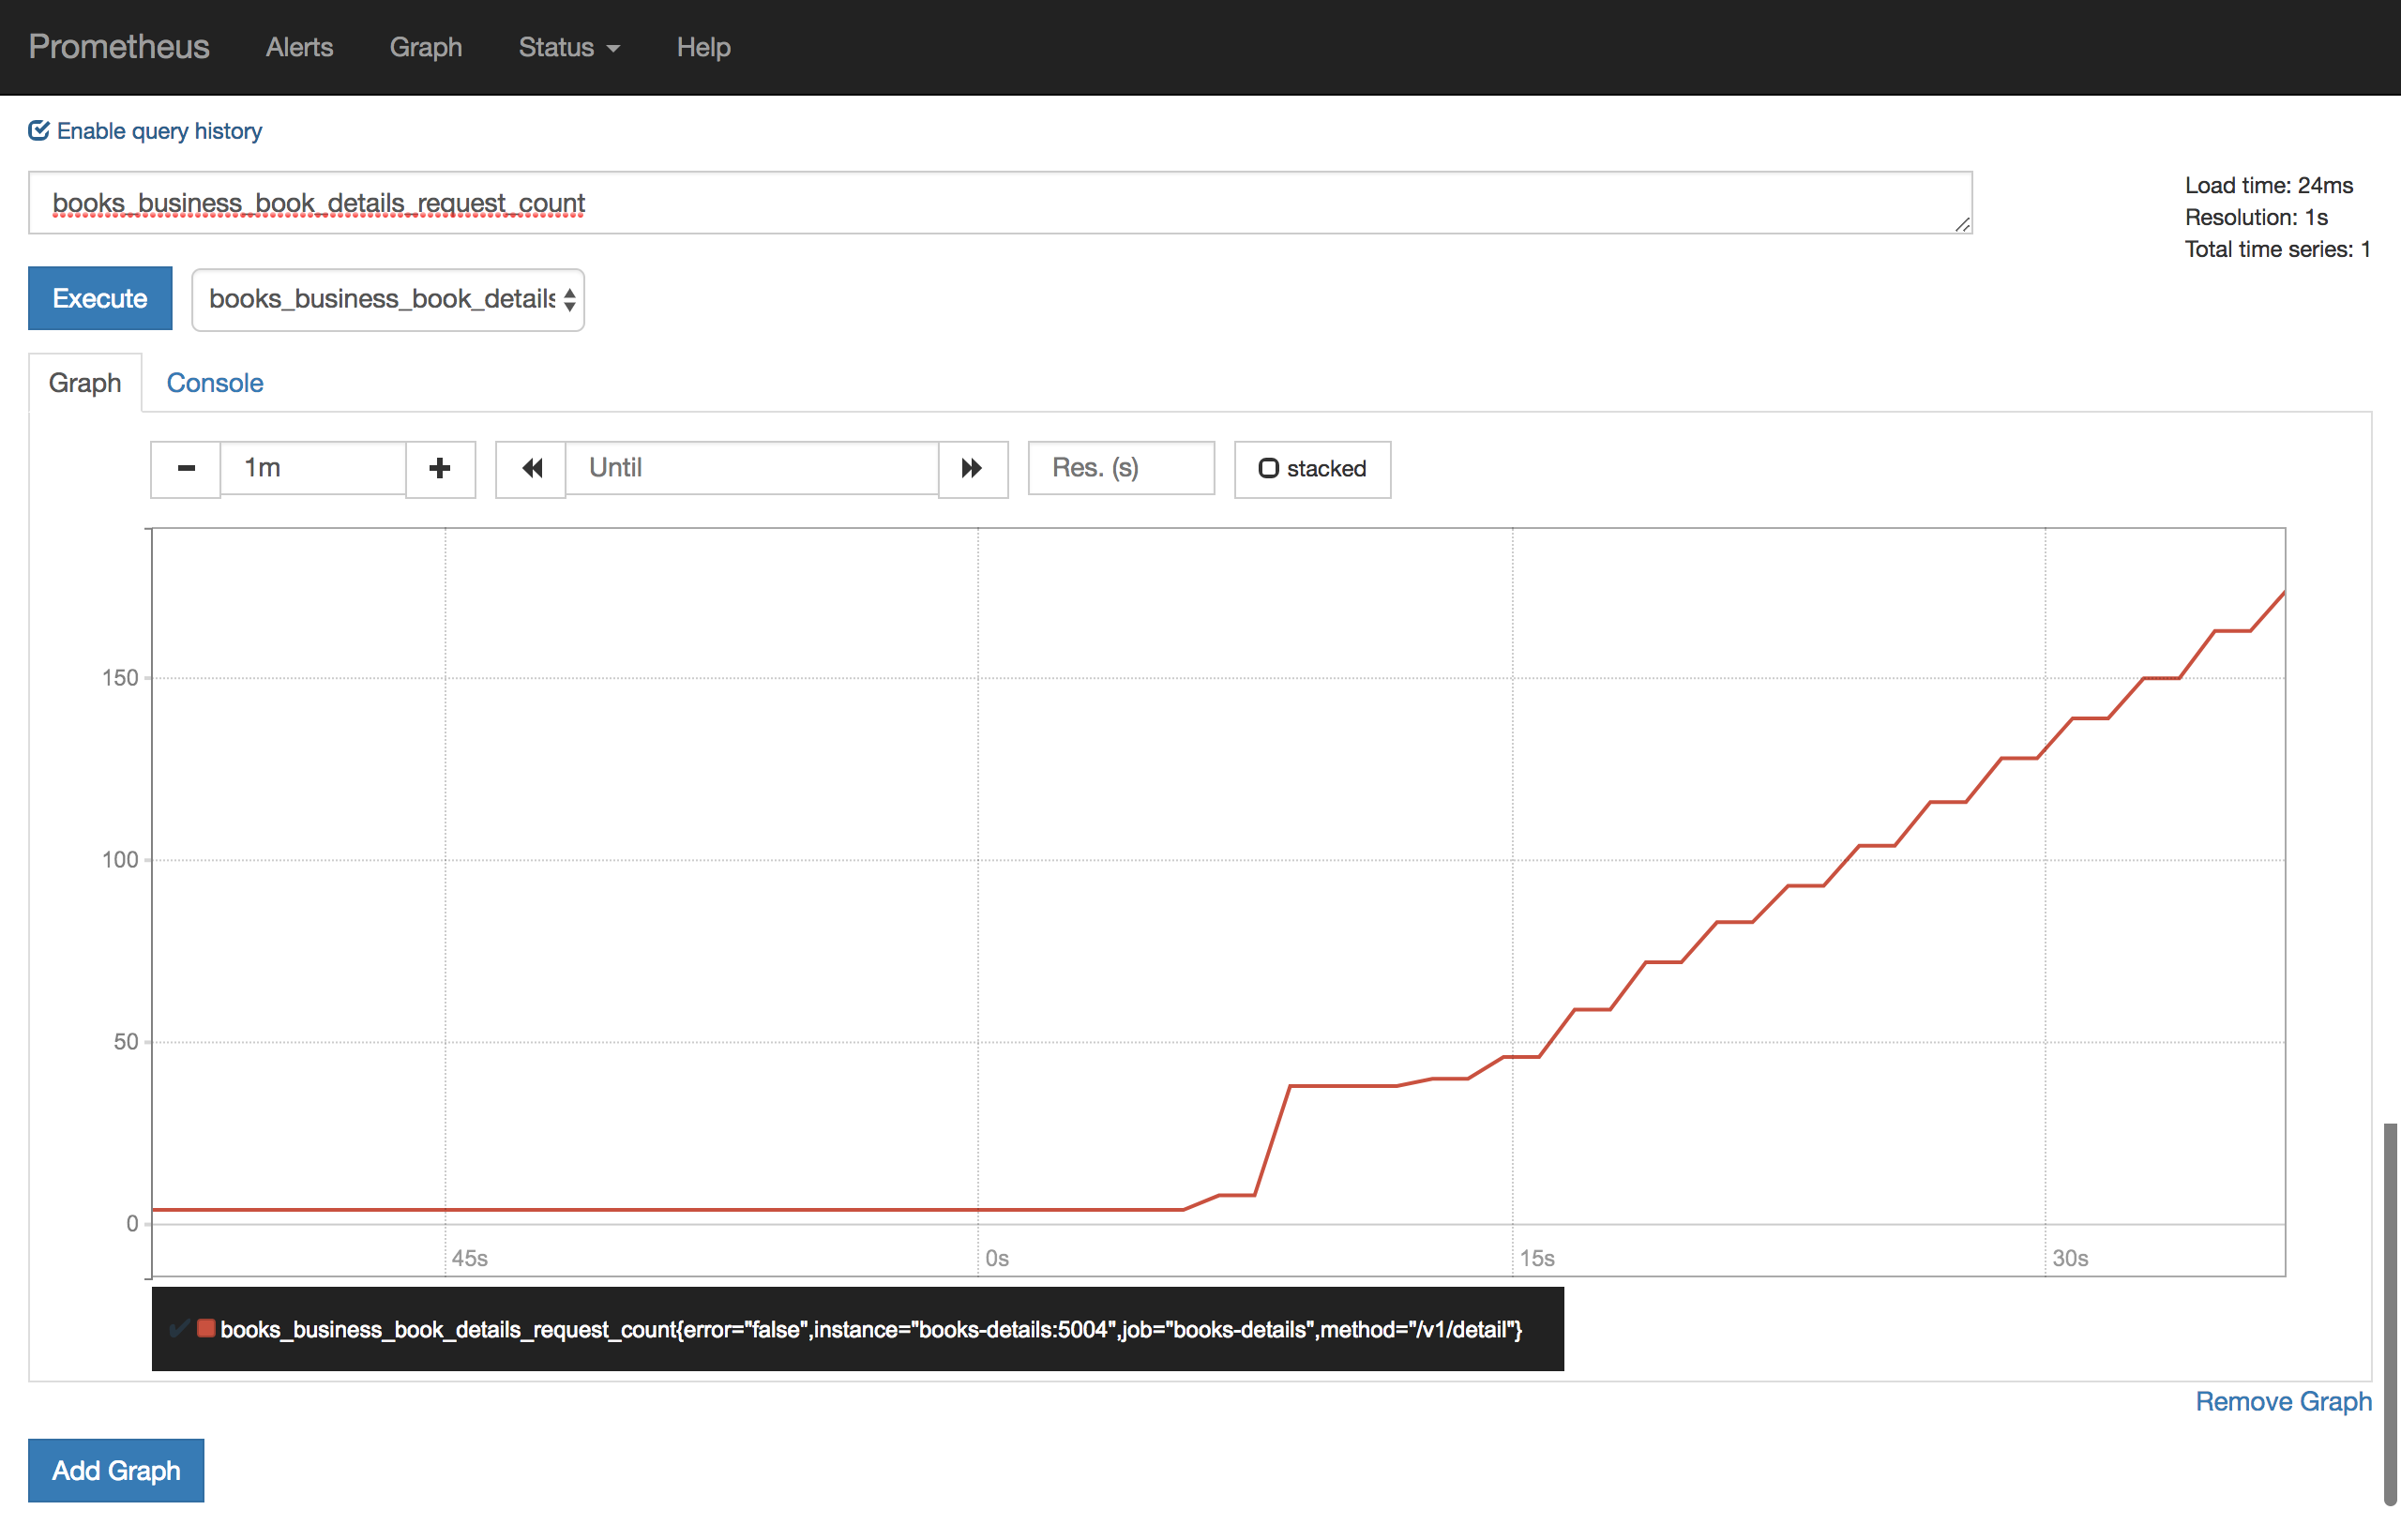 Prometheus Alerts Graph Status Help
Enable query history
books_business_book_details_request_count
Load time: 24ms
Resolution: 1s
Total time series: 1
Execute books_business_book_details
Graph Console
1m Until Res. (s) stacked
150
100
50
0
45s 0s 15s 30s
books_business_book_details_request_count{error="false",instance="books-details:5004",job="books-details",method="/v1/detail"}
Remove Graph
Add Graph